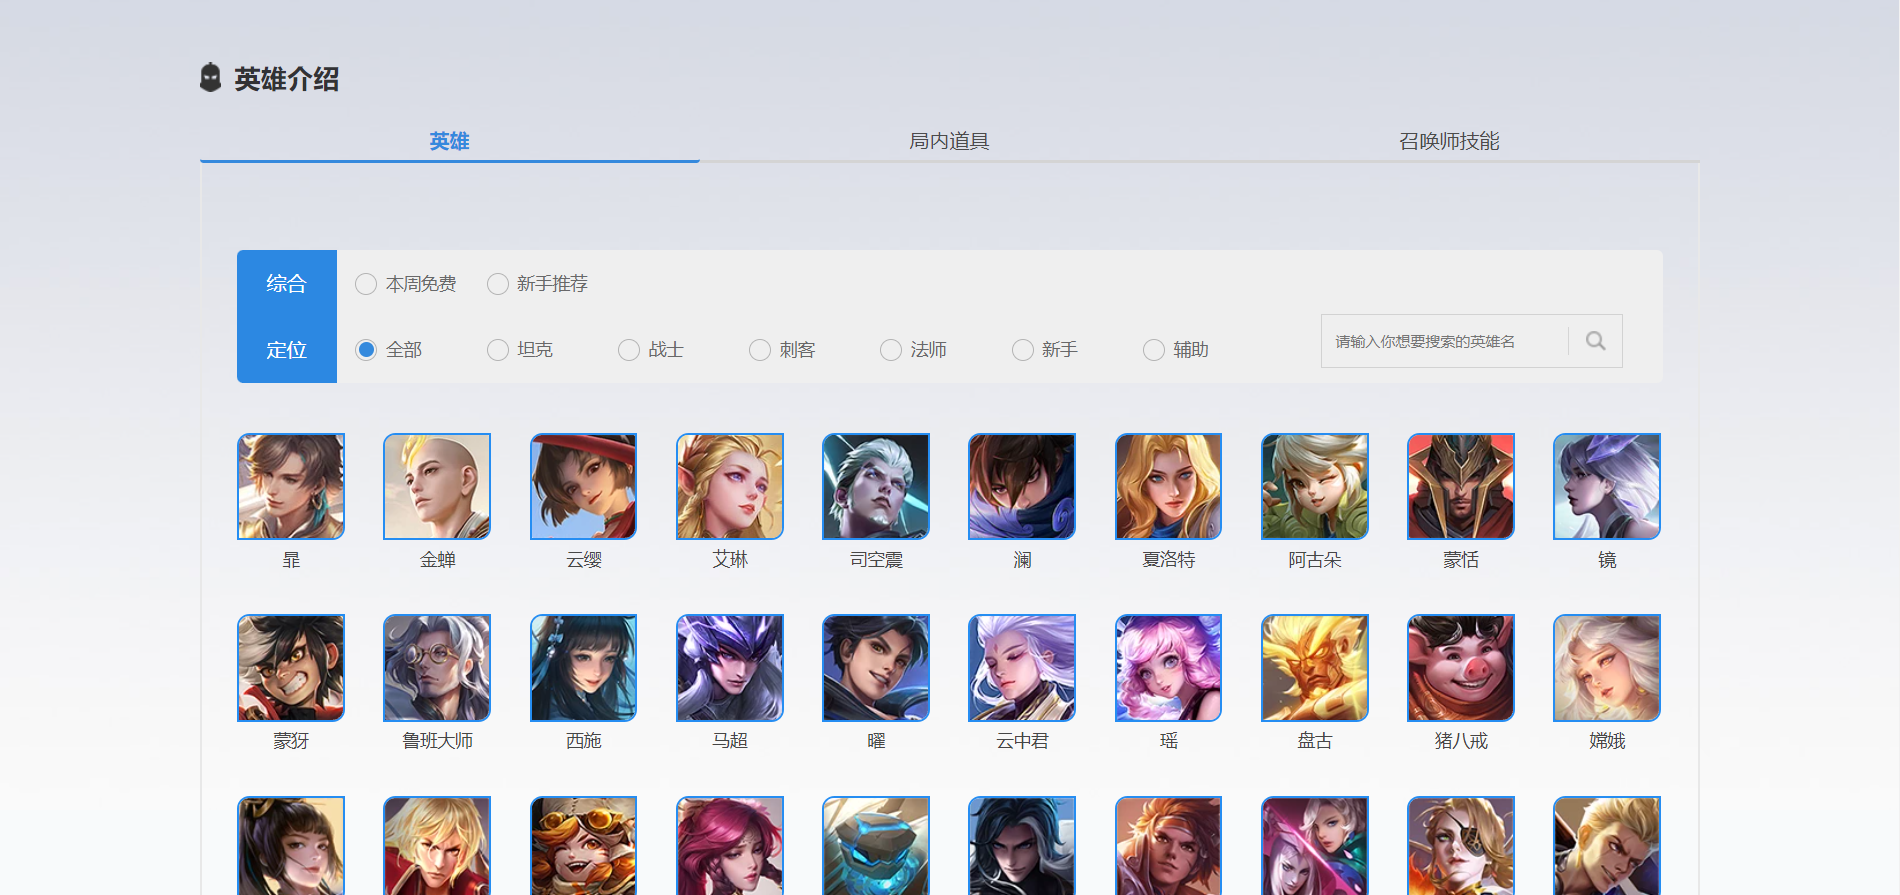 英雄介绍
英雄 局内道具 召唤师技能
综合 本周免费 新手推荐
定位 全部 坦克 战士 刺客 法师 新手 辅助 请输入你想要搜索的英雄名
暃 金蝉 云缨 艾琳 司空震 澜 夏洛特 阿古朵 蒙恬 镜
蒙犽 鲁班大师 西施 马超 曜 云中君 瑶 盘古 猪八戒 嫦娥